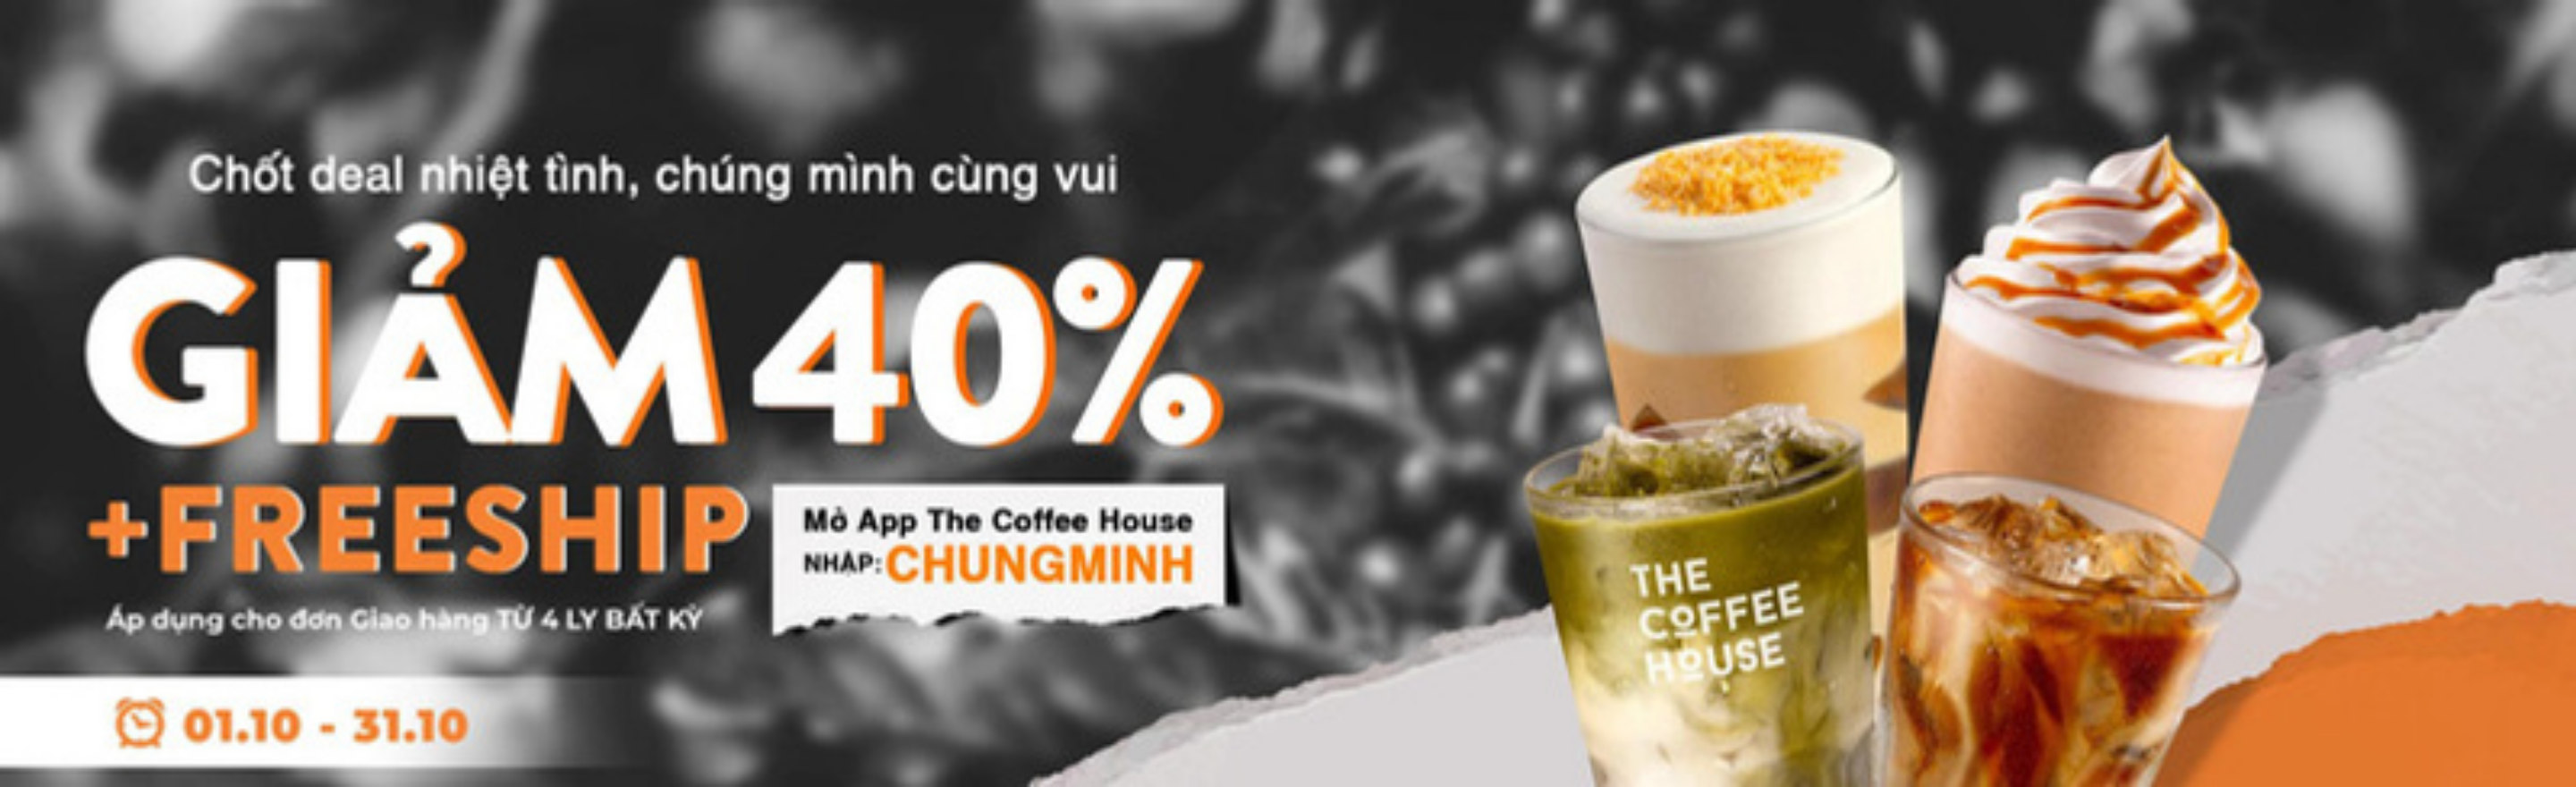 Chốt deal nhiệt tình, chúng mình cùng vui
GIẢM 40%
+FREESHIP
Mở App The Coffee House
NHẬP: CHUNGMINH
Áp dụng cho đơn Giao hàng TỪ 4 LY BẤT KỲ
01.10 - 31.10
THE
COFFEE
HOUSE